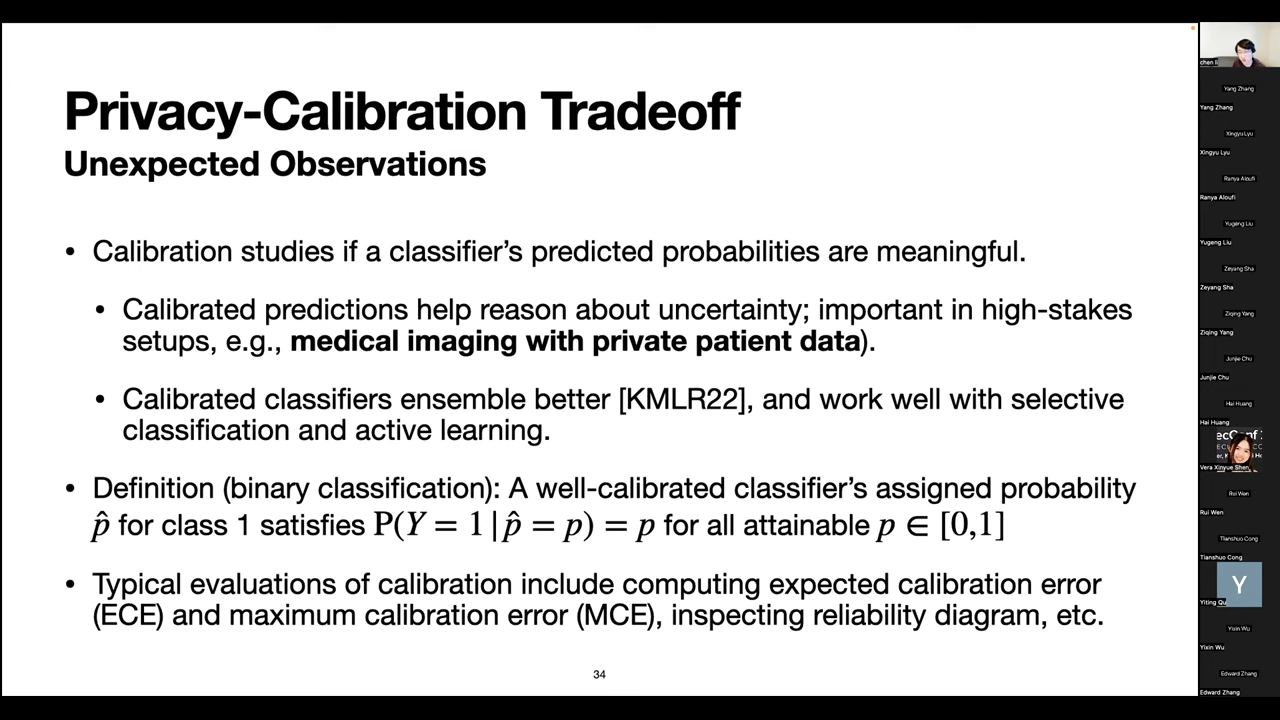 Privacy-Calibration Tradeoff
Unexpected Observations
• Calibration studies if a classifier’s predicted probabilities are meaningful.
• Calibrated predictions help reason about uncertainty; important in high-stakes
setups, e.g., medical imaging with private patient data).
• Calibrated classifiers ensemble better [KMLR22], and work well with selective
classification and active learning.
• Definition (binary classification): A well-calibrated classifier’s assigned probability
p̂ for class 1 satisfies P(Y = 1 | p̂ = p) = p for all attainable p ∈ [0,1]
• Typical evaluations of calibration include computing expected calibration error
(ECE) and maximum calibration error (MCE), inspecting reliability diagram, etc.
34
chen li
Yang Zhang
Yang Zhang
Xingyu Lyu
Xingyu Lyu
Ranya Aloufi
Ranya Aloufi
Yugeng Liu
Yugeng Liu
Zeyang Sha
Zeyang Sha
Ziqing Yang
Ziqing Yang
Junjie Chu
Junjie Chu
Hai Huang
Hai Huang
Vera Xinyue Shen
Rui Wen
Rui Wen
Tianshuo Cong
Tianshuo Cong
Y
Yiting Qu
Yixin Wu
Yixin Wu
Edward Zhang
Edward Zhang